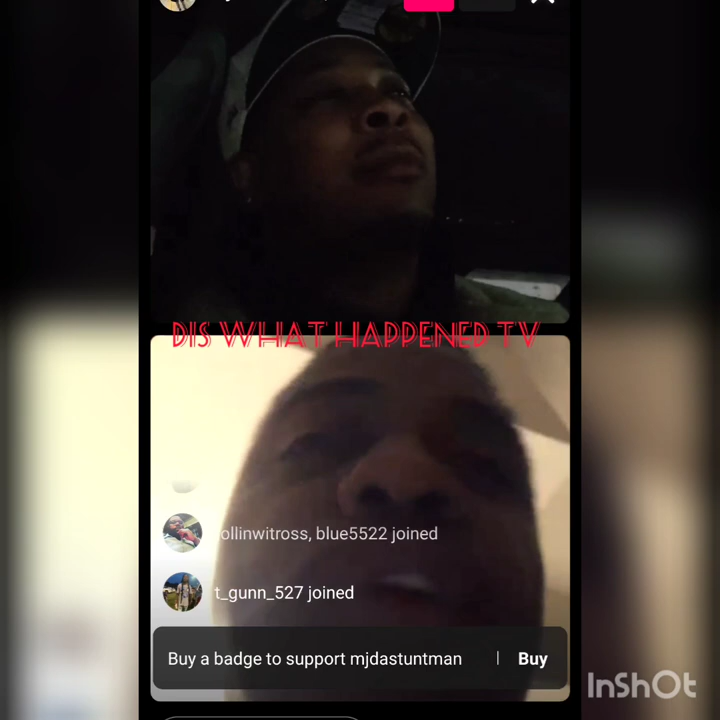 DIS WHAT HAPPENED TV
ollinwitross, blue5522 joined
t_gunn_527 joined
Buy a badge to support mjdastuntman | Buy
InShOt